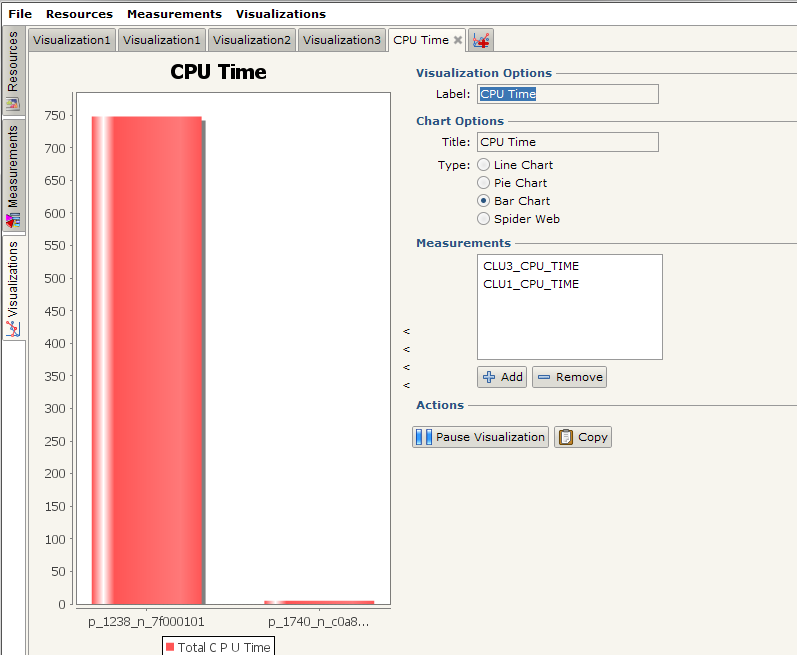 File Resources Measurements Visualizations
Resources
Measurements
Visualizations
Visualization1 Visualization1 Visualization2 Visualization3 CPU Time
CPU Time
750
700
650
600
550
500
450
400
350
300
250
200
150
100
50
0
p_1238_n_7f000101 p_1740_n_c0a8...
Total C P U Time
<
<
<
<
Visualization Options
Label: CPU Time
Chart Options
Title: CPU Time
Type: Line Chart
Pie Chart
Bar Chart
Spider Web
Measurements
CLU3_CPU_TIME
CLU1_CPU_TIME
Add Remove
Actions
Pause Visualization Copy